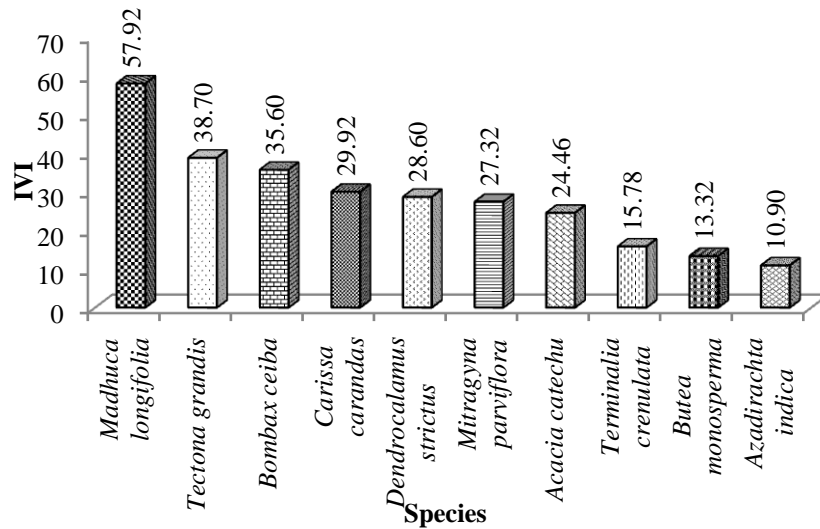 70
60
50
40
30
20
10
0
IVI
57.92
38.70
35.60
29.92
28.60
27.32
24.46
15.78
13.32
10.90
Madhuca
longifolia
Tectona grandis
Bombax ceiba
Carissa
carandas
Dendrocalamus
strictus
Mitragyna
parviflora
Acacia catechu
Terminalia
crenulata
Butea
monosperma
Azadirachta
indica
Species